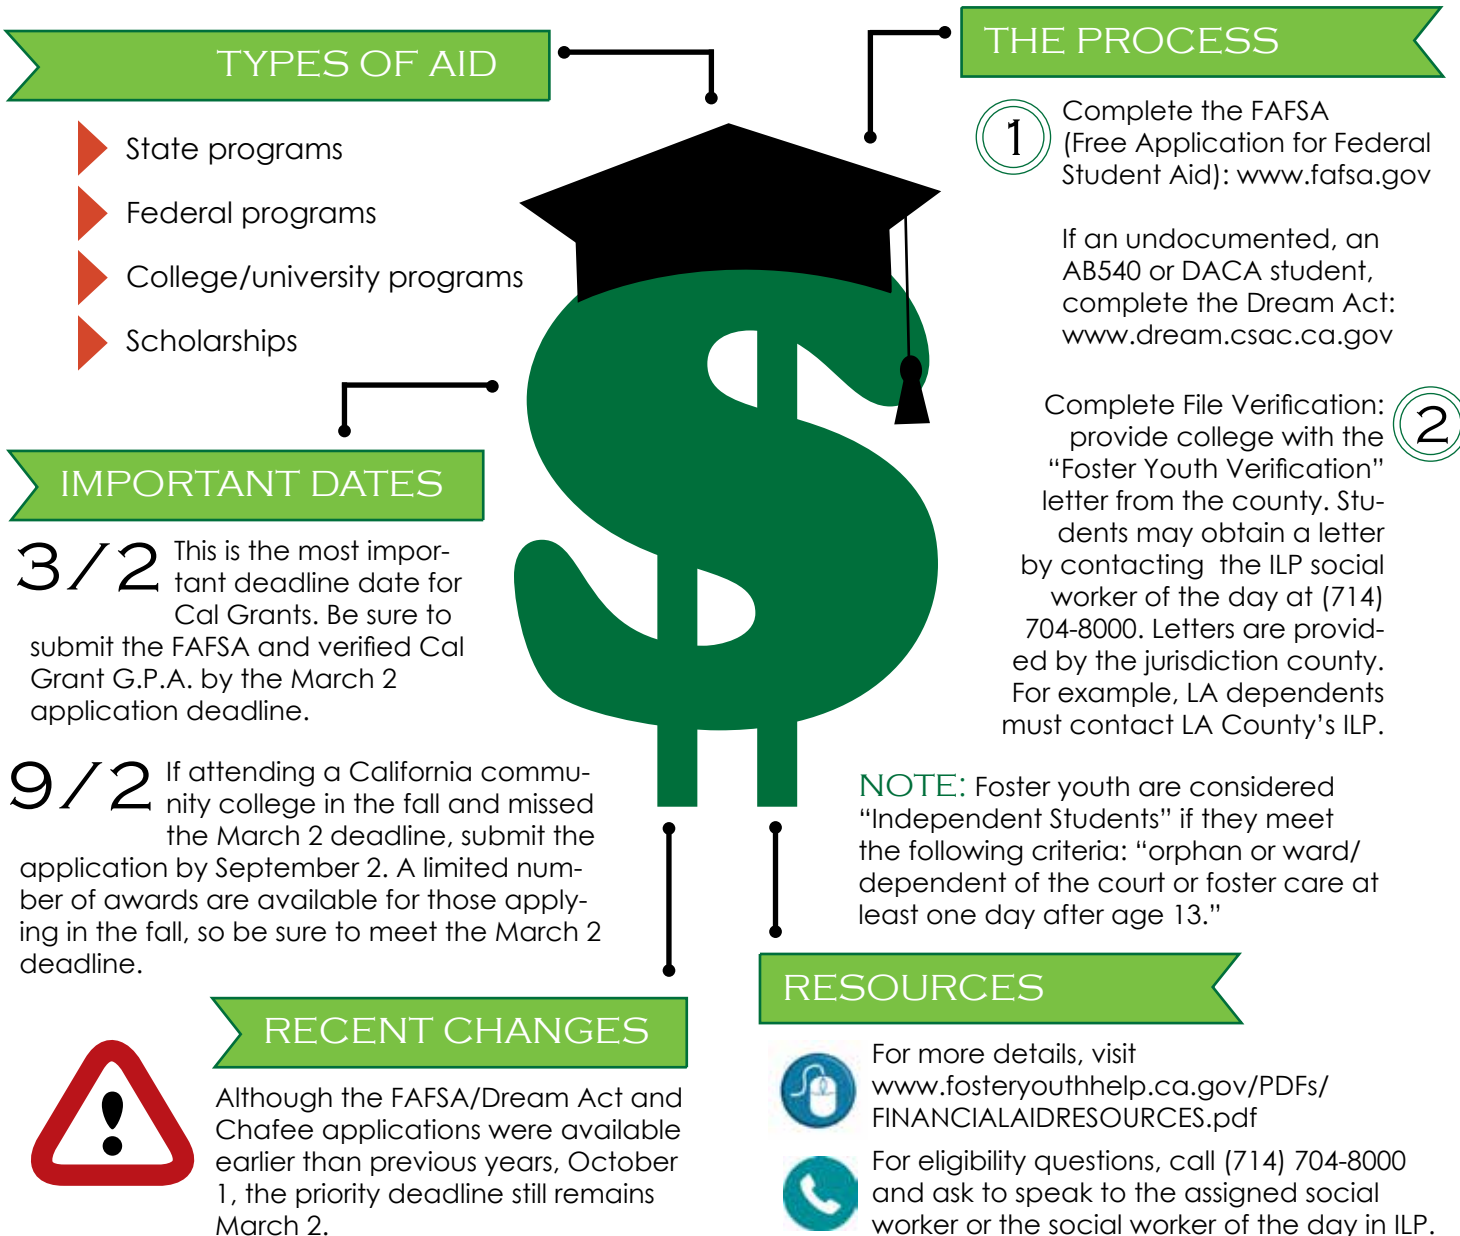 TYPES OF AID
State programs
Federal programs
College/university programs
Scholarships
IMPORTANT DATES
3/2 This is the most impor-
tant deadline date for
Cal Grants. Be sure to
submit the FAFSA and verified Cal
Grant G.P.A. by the March 2
application deadline.
9/2 If attending a California commu-
nity college in the fall and missed
the March 2 deadline, submit the
application by September 2. A limited num-
ber of awards are available for those apply-
ing in the fall, so be sure to meet the March 2
deadline.
RECENT CHANGES
Although the FAFSA/Dream Act and
Chafee applications were available
earlier than previous years, October
1, the priority deadline still remains
March 2.
THE PROCESS
1 Complete the FAFSA
(Free Application for Federal
Student Aid): www.fafsa.gov
If an undocumented, an
AB540 or DACA student,
complete the Dream Act:
www.dream.csac.ca.gov
2 Complete File Verification:
provide college with the
“Foster Youth Verification”
letter from the county. Stu-
dents may obtain a letter
by contacting the ILP social
worker of the day at (714)
704-8000. Letters are provid-
ed by the jurisdiction county.
For example, LA dependents
must contact LA County’s ILP.
NOTE: Foster youth are considered
“Independent Students” if they meet
the following criteria: “orphan or ward/
dependent of the court or foster care at
least one day after age 13.”
RESOURCES
For more details, visit
www.fosteryouthhelp.ca.gov/PDFs/
FINANCIALAIDRESOURCES.pdf
For eligibility questions, call (714) 704-8000
and ask to speak to the assigned social
worker or the social worker of the day in ILP.